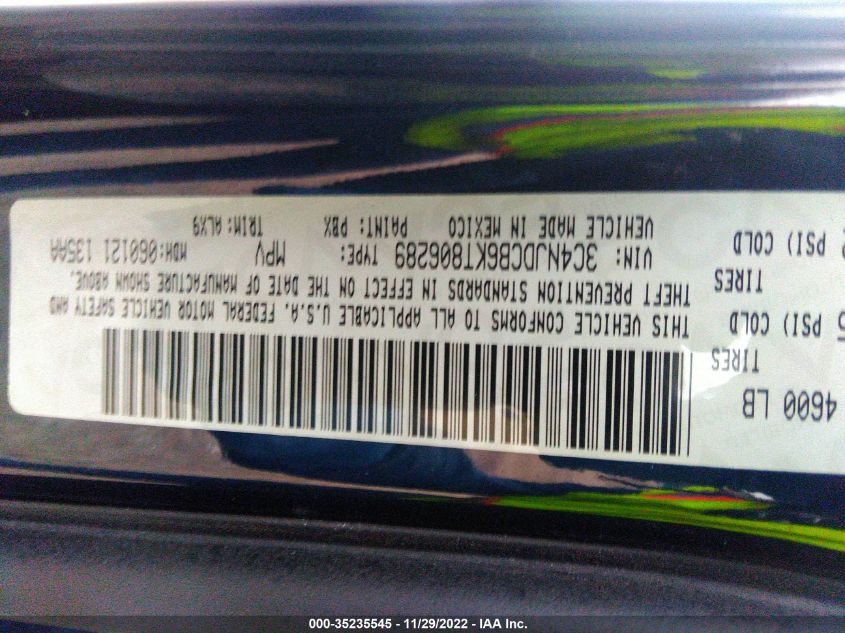 4600 LB
TIRES
PSI) COLD
TIRES
PSI) COLD
THIS VEHICLE CONFORMS TO ALL APPLICABLE U.S.A. FEDERAL MOTOR VEHICLE SAFETY AND
THEFT PREVENTION STANDARDS IN EFFECT ON THE DATE OF MANUFACTURE SHOWN ABOVE.
VIN: 3C4NJDCB6KT806289 TYPE: MPV MDH:060121 135AA
VEHICLE MADE IN MEXICO PAINT: PBX TRIM: ALX9
000-35235545 - 11/29/2022 - IAA Inc.